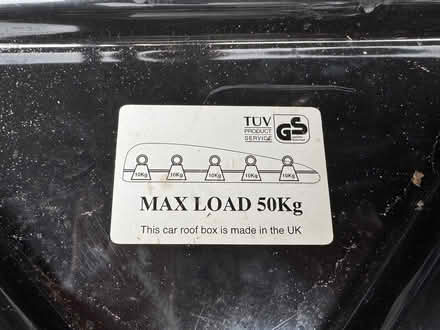 TUV
PRODUCT
SERVICE
GS
10Kg 10Kg 10Kg 10Kg 10Kg
MAX LOAD 50Kg
This car roof box is made in the UK